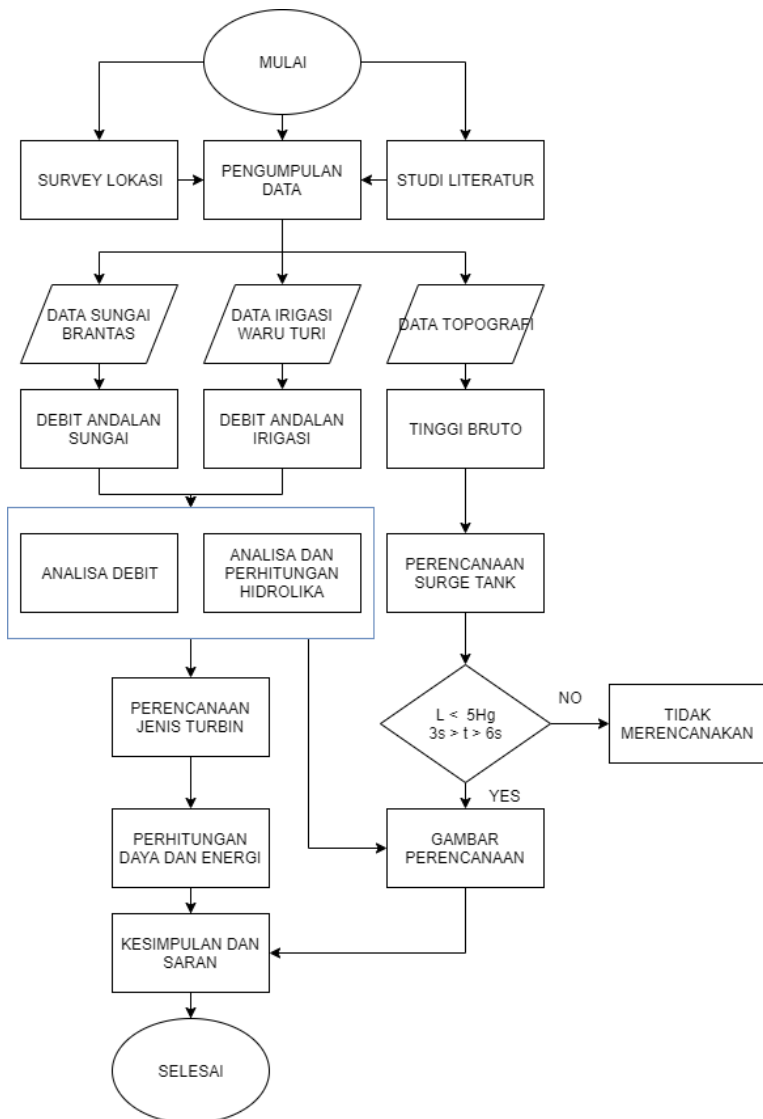 MULAI
SURVEY LOKASI
PENGUMPULAN
DATA
STUDI LITERATUR
DATA SUNGAI
BRANTAS
DATA IRIGASI
WARU TURI
DATA TOPOGRAFI
DEBIT ANDALAN
SUNGAI
DEBIT ANDALAN
IRIGASI
TINGGI BRUTO
ANALISA DEBIT
ANALISA DAN
PERHITUNGAN
HIDROLIKA
PERENCANAAN
SURGE TANK
PERENCANAAN
JENIS TURBIN
L < 5Hg
3s > t > 6s
NO
TIDAK
MERENCANAKAN
YES
PERHITUNGAN
DAYA DAN ENERGI
GAMBAR
PERENCANAAN
KESIMPULAN DAN
SARAN
SELESAI